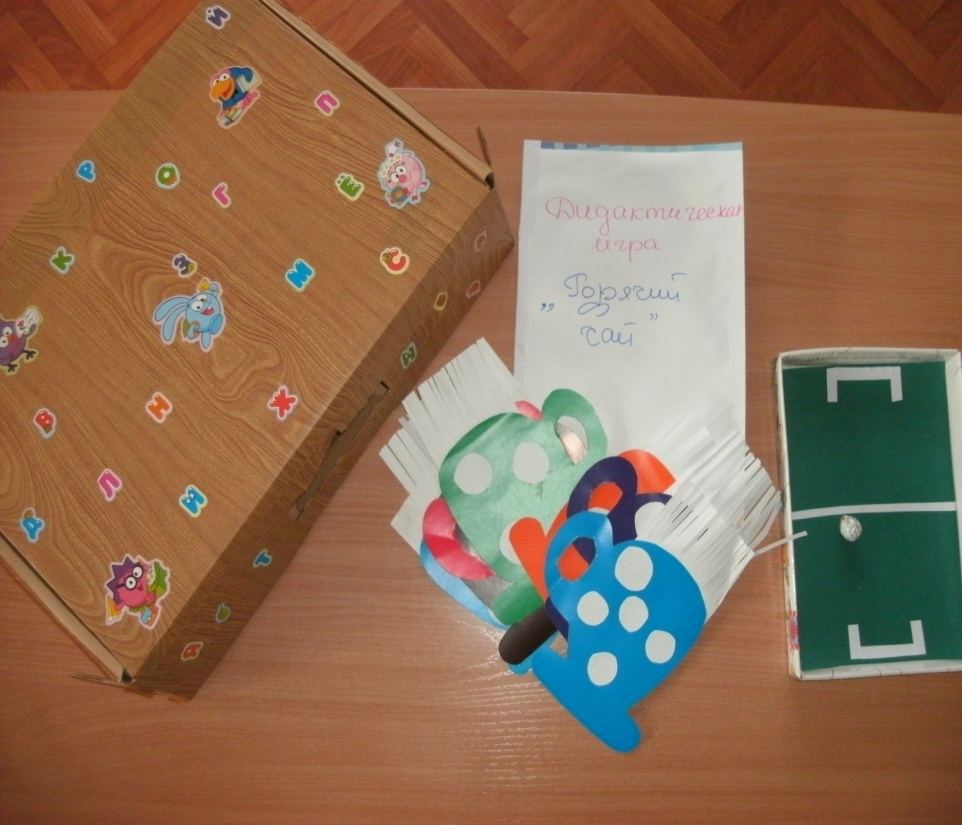 Дидактическая
игра
„Горячий
чай"
Й
П
Р
О
Г
Ё
К
З
М
С
В
Н
Ж
Л
Й
Д
Ы
Т
Ь
Я